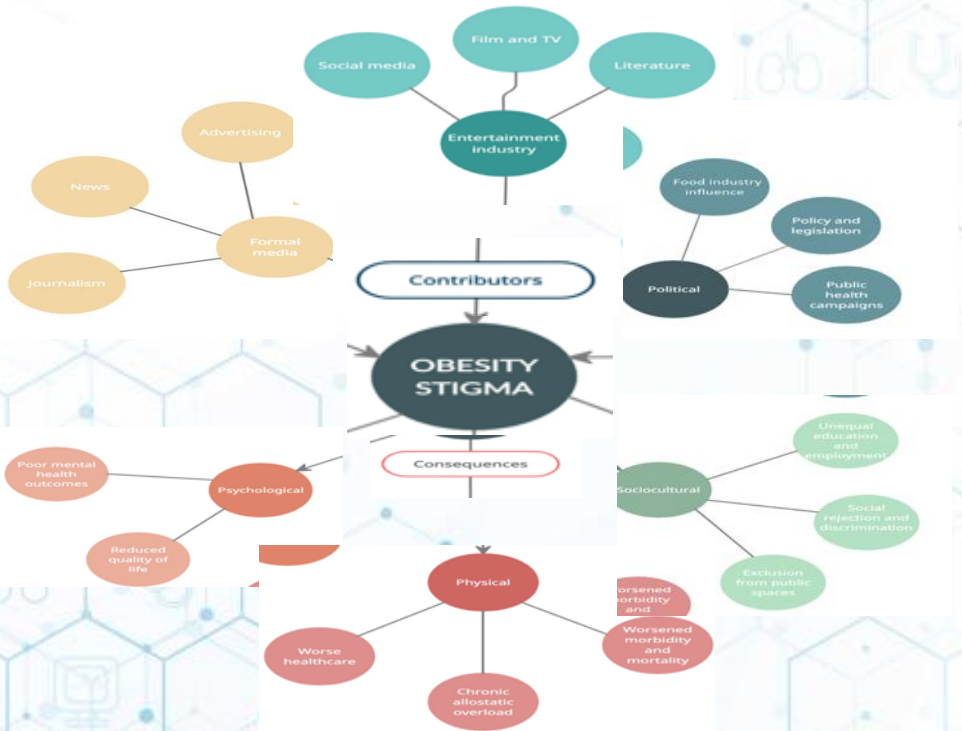 Film and TV
Social media
Literature
Entertainment
industry
Advertising
News
Formal
media
Journalism
Food industry
influence
Policy and
legislation
Political
Public
health
campaigns
Contributors
OBESITY
STIGMA
Consequences
Poor mental
health
outcomes
Psychological
Reduced
quality of
life
Sociocultural
Unequal
education
and
employment
Social
rejection and
discrimination
Exclusion
from public
spaces
Physical
Worse
healthcare
Chronic
allostatic
overload
orsened
orbidity
and
Worsened
morbidity
and
mortality